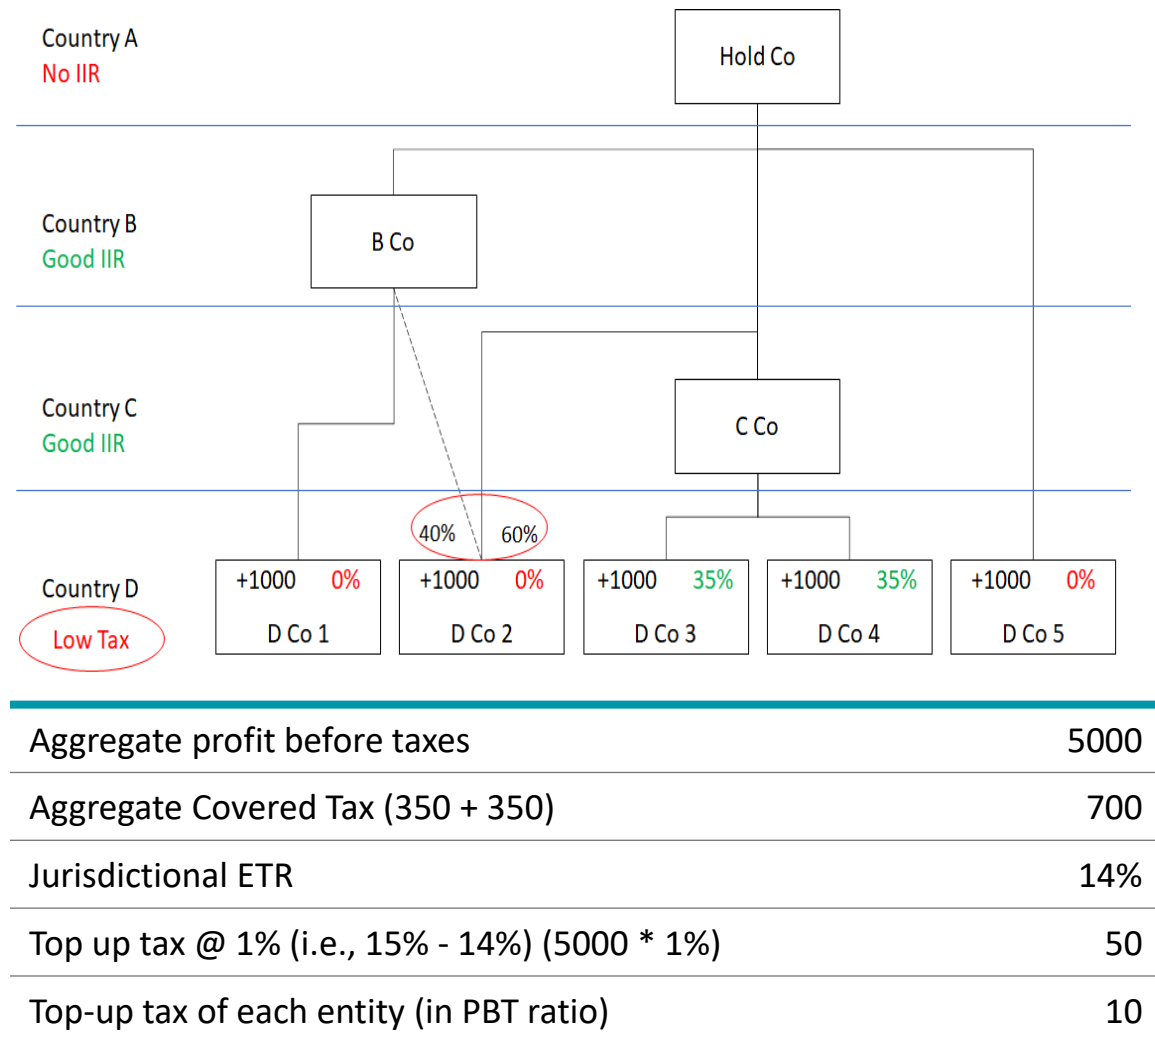 Country A
No IIR
Hold Co
Country B
Good IIR
B Co
Country C
Good IIR
C Co
40% 60%
Country D
Low Tax
+1000 0%
D Co 1
+1000 0%
D Co 2
+1000 35%
D Co 3
+1000 35%
D Co 4
+1000 0%
D Co 5
Aggregate profit before taxes 5000
Aggregate Covered Tax (350 + 350) 700
Jurisdictional ETR 14%
Top up tax @ 1% (i.e., 15% - 14%) (5000 * 1%) 50
Top-up tax of each entity (in PBT ratio) 10